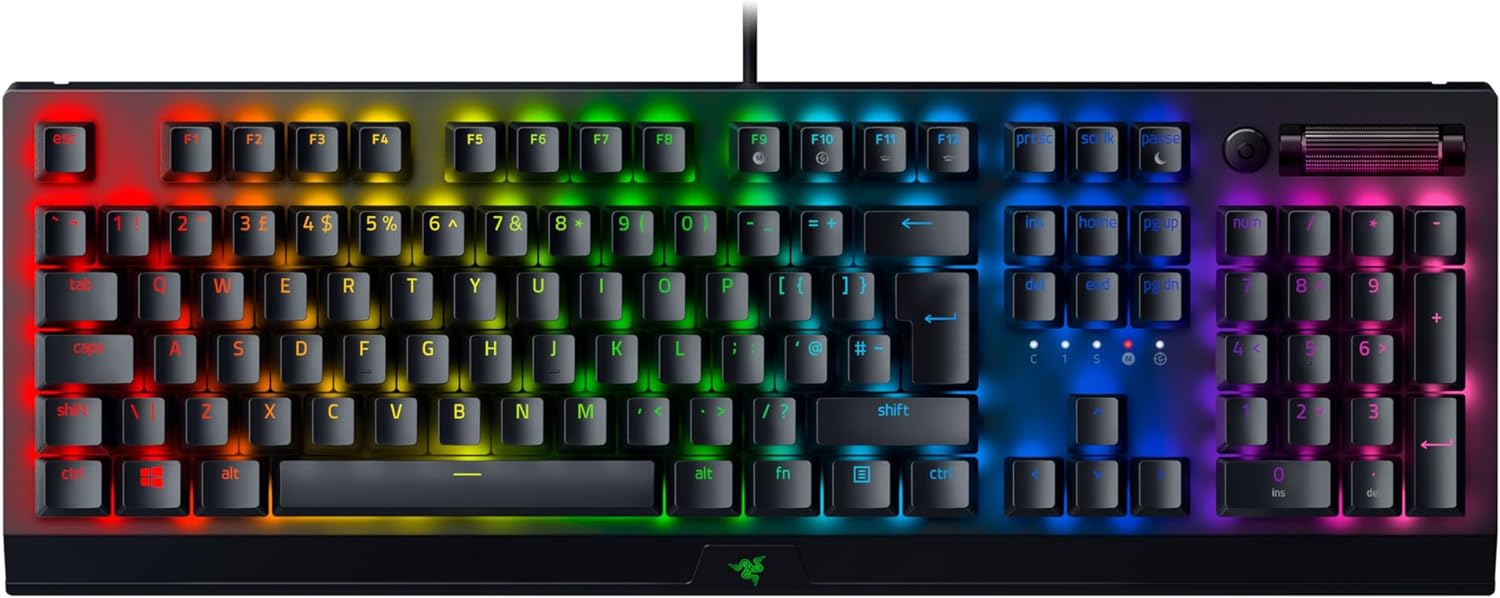 esc F1 F2 F3 F4 F5 F6 F7 F8 F9 F10 F11 F12 prt sc scr lk pause
M G
` ¬ 1 ! 2 " 3 £ 4 $ 5 % 6 ^ 7 & 8 * 9 ( 0 ) - _ = + ← ins home pg up num / * -
tab Q W E R T Y U I O P [ { ] } del end pg dn 7 8 ^ 9 +
caps A S D F G H J K L ; : ' @ # ~ C 1 S M G 4 < 5 6 >
shift \ | Z X C V B N M , < . > / ? shift ^ 1 2 3
ctrl alt alt fn ctrl < > 0 .
ins del